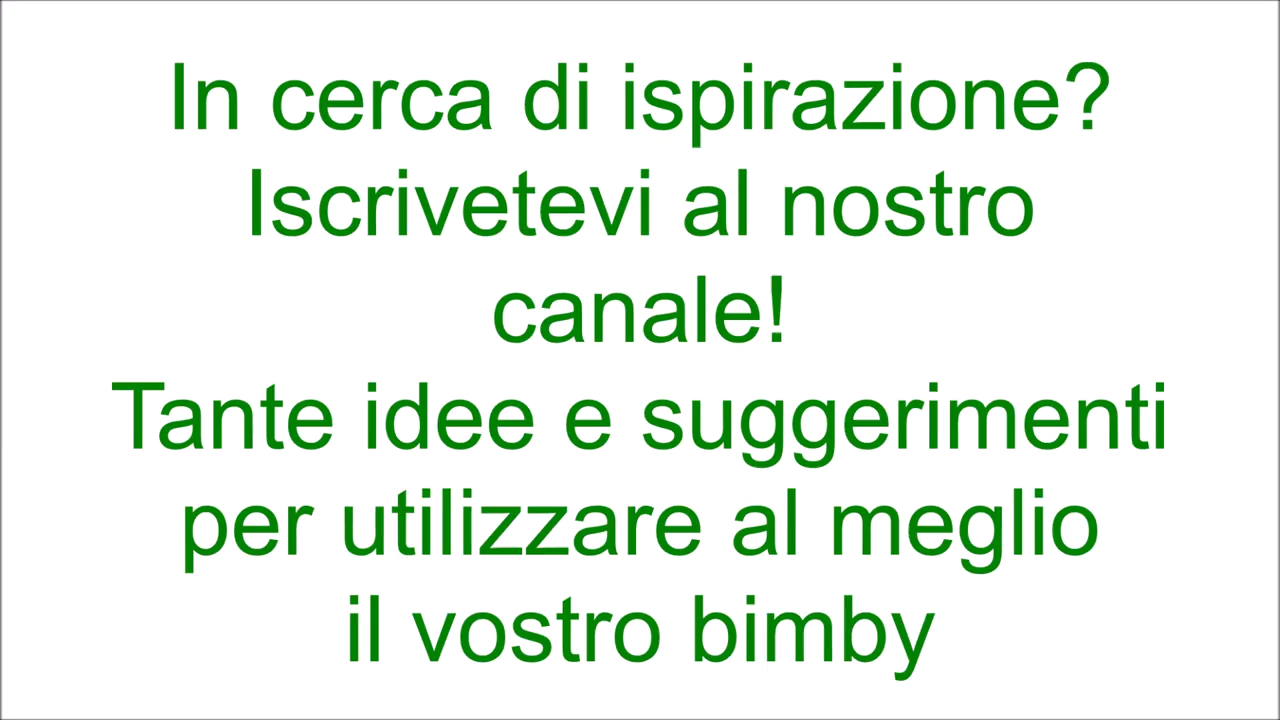 In cerca di ispirazione?
Iscrivetevi al nostro
canale!
Tante idee e suggerimenti
per utilizzare al meglio
il vostro bimby